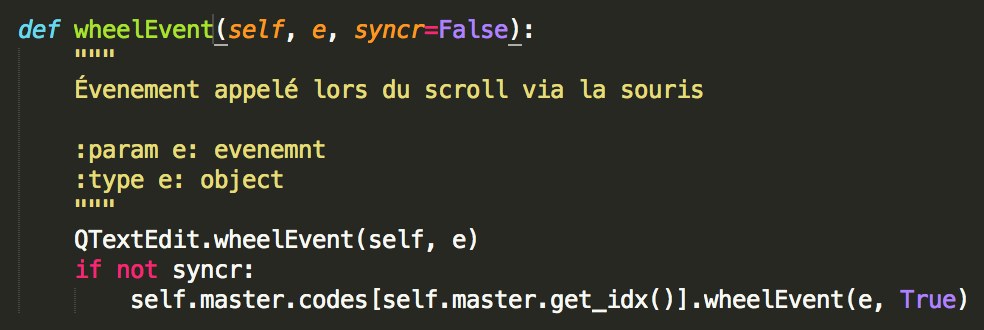 def wheelEvent(self, e, syncr=False):
    """
    Évenement appelé lors du scroll via la souris

    :param e: evenemnt
    :type e: object
    """
    QTextEdit.wheelEvent(self, e)
    if not syncr:
        self.master.codes[self.master.get_idx()].wheelEvent(e, True)